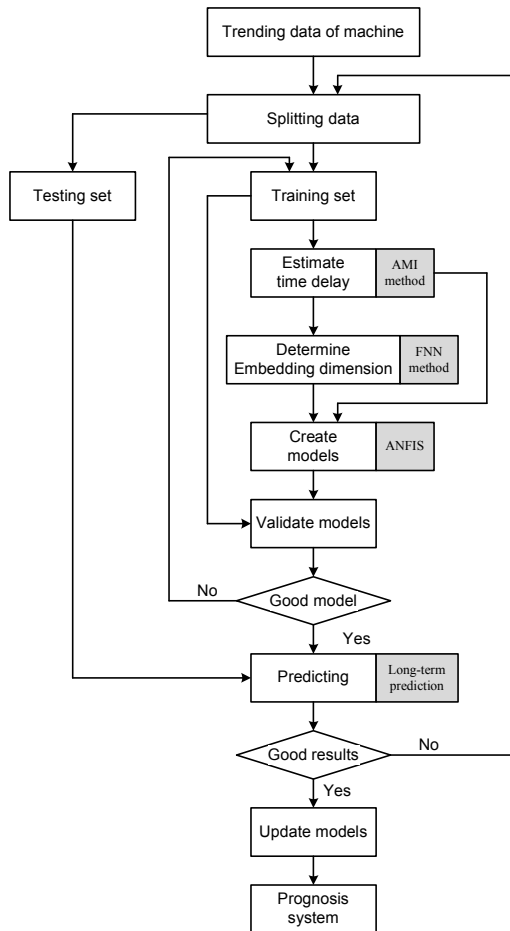 Trending data of machine
Splitting data
Testing set
Training set
Estimate
time delay
AMI
method
Determine
Embedding dimension
FNN
method
Create
models
ANFIS
Validate models
No
Good model
Yes
Predicting
Long-term
prediction
Good results
No
Yes
Update models
Prognosis
system